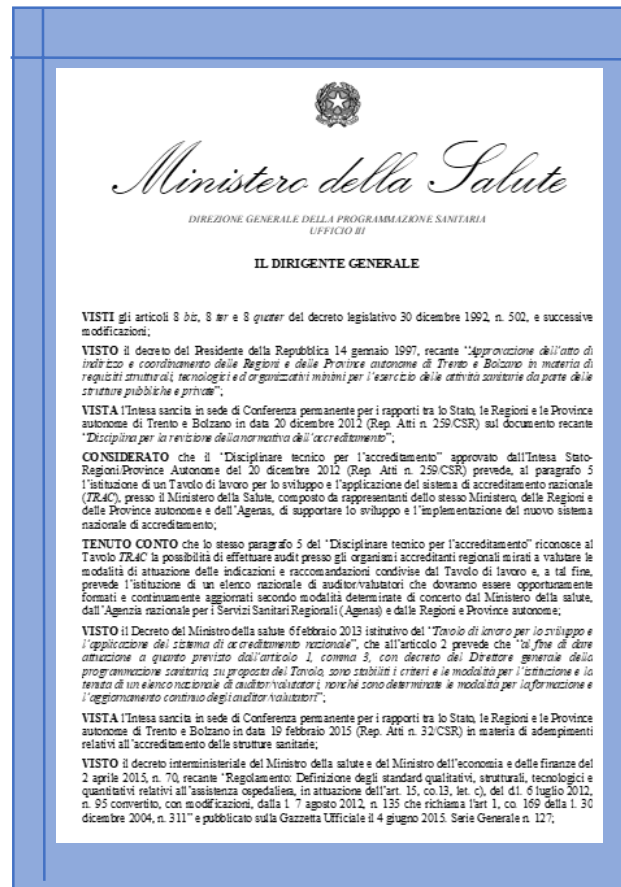 Ministero della Salute
DIREZIONE GENERALE DELLA PROGRAMMAZIONE SANITARIA
UFFICIO III
IL DIRIGENTE GENERALE
VISTI gli articoli 8 bis, 8 ter e 8 quater del decreto legislativo 30 dicembre 1992, n. 502, e successive
modificazioni;
VISTO il decreto del Presidente della Repubblica 14 gennaio 1997, recante "Approvazione dell'atto di
indirizzo e coordinamento delle Regioni e delle Province autonome di Trento e Bolzano in materia di
requisiti strutturali, tecnologici ed organizzativi minimi per l'esercizio delle attività sanitarie da parte delle
strutture pubbliche e private";
VISTA l'Intesa sancita in sede di Conferenza permanente per i rapporti tra lo Stato, le Regioni e le Province
autonome di Trento e Bolzano in data 20 dicembre 2012 (Rep. Atti n. 259/CSR) sul documento recante
"Disciplina per la revisione della normativa dell'accreditamento";
CONSIDERATO che il "Disciplinare tecnico per l'accreditamento" approvato dall'Intesa Stato-
Regioni/Province Autonome del 20 dicembre 2012 (Rep. Atti n. 259/CSR) prevede, al paragrafo 5
l'istituzione di un Tavolo di lavoro per lo sviluppo e l'applicazione del sistema di accreditamento nazionale
(TRAC), presso il Ministero della Salute, composto da rappresentanti dello stesso Ministero, delle Regioni e
delle Province autonome e dell'Agenas, di supportare lo sviluppo e l'implementazione del nuovo sistema
nazionale di accreditamento;
TENUTO CONTO che lo stesso paragrafo 5 del "Disciplinare tecnico per l'accreditamento" riconosce al
Tavolo TRAC la possibilità di effettuare audit presso gli organismi accreditanti regionali mirati a valutare le
modalità di attuazione delle indicazioni e raccomandazioni condivise dal Tavolo di lavoro e, a tal fine,
prevede l'istituzione di un elenco nazionale di auditor/valutatori che dovranno essere opportunamente
formati e continuamente aggiornati secondo modalità determinate di concerto dal Ministero della salute,
dall'Agenzia nazionale per i Servizi Sanitari Regionali (Agenas) e dalle Regioni e Province autonome;
VISTO il Decreto del Ministro della salute 6 febbraio 2013 istitutivo del "Tavolo di lavoro per lo sviluppo e
l'applicazione del sistema di accreditamento nazionale", che all'articolo 2 prevede che "al fine di dare
attuazione a quanto previsto dall'articolo 1, comma 3, con decreto del Direttore generale della
programmazione sanitaria, su proposta del Tavolo, sono stabiliti i criteri e le modalità per l'istituzione e la
tenuta di un elenco nazionale di auditor/valutatori, nonché sono determinate le modalità per la formazione e
l'aggiornamento continuo degli auditor/valutatori";
VISTA l'Intesa sancita in sede di Conferenza permanente per i rapporti tra lo Stato, le Regioni e le Province
autonome di Trento e Bolzano in data 19 febbraio 2015 (Rep. Atti n. 32/CSR) in materia di adempimenti
relativi all'accreditamento delle strutture sanitarie;
VISTO il decreto interministeriale del Ministro della salute e del Ministro dell'economia e delle finanze del
2 aprile 2015, n. 70, recante "Regolamento: Definizione degli standard qualitativi, strutturali, tecnologici e
quantitativi relativi all'assistenza ospedaliera, in attuazione dell'art. 15, co.13, let. c), del d.l. 6 luglio 2012,
n. 95 convertito, con modificazioni, dalla l. 7 agosto 2012, n. 135 che richiama l'art 1, co. 169 della l. 30
dicembre 2004, n. 311" e pubblicato sulla Gazzetta Ufficiale il 4 giugno 2015. Serie Generale n. 127;